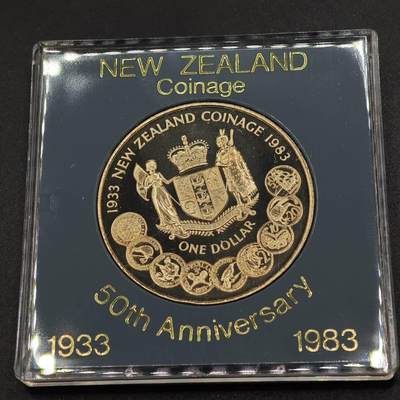 NEW ZEALAND
Coinage
1933 NEW ZEALAND COINAGE 1983
ONE DOLLAR
50th Anniversary
1933
1983